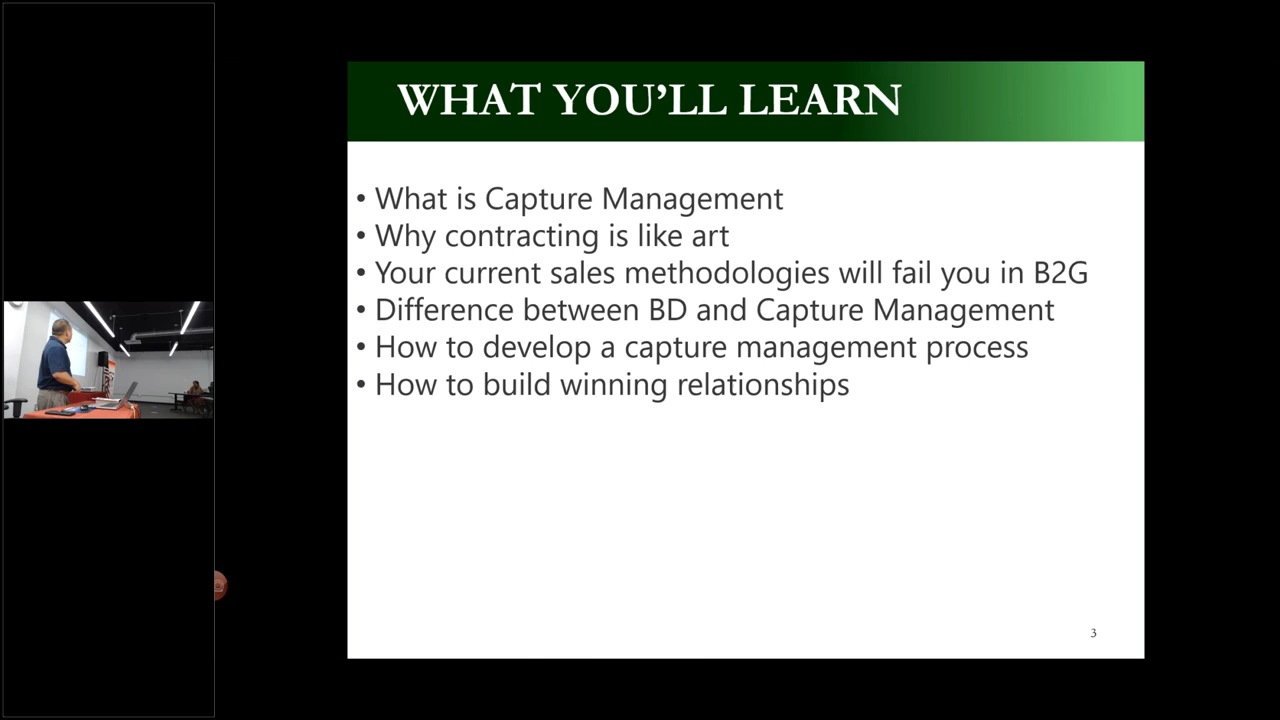 WHAT YOU'LL LEARN
• What is Capture Management
• Why contracting is like art
• Your current sales methodologies will fail you in B2G
• Difference between BD and Capture Management
• How to develop a capture management process
• How to build winning relationships
3